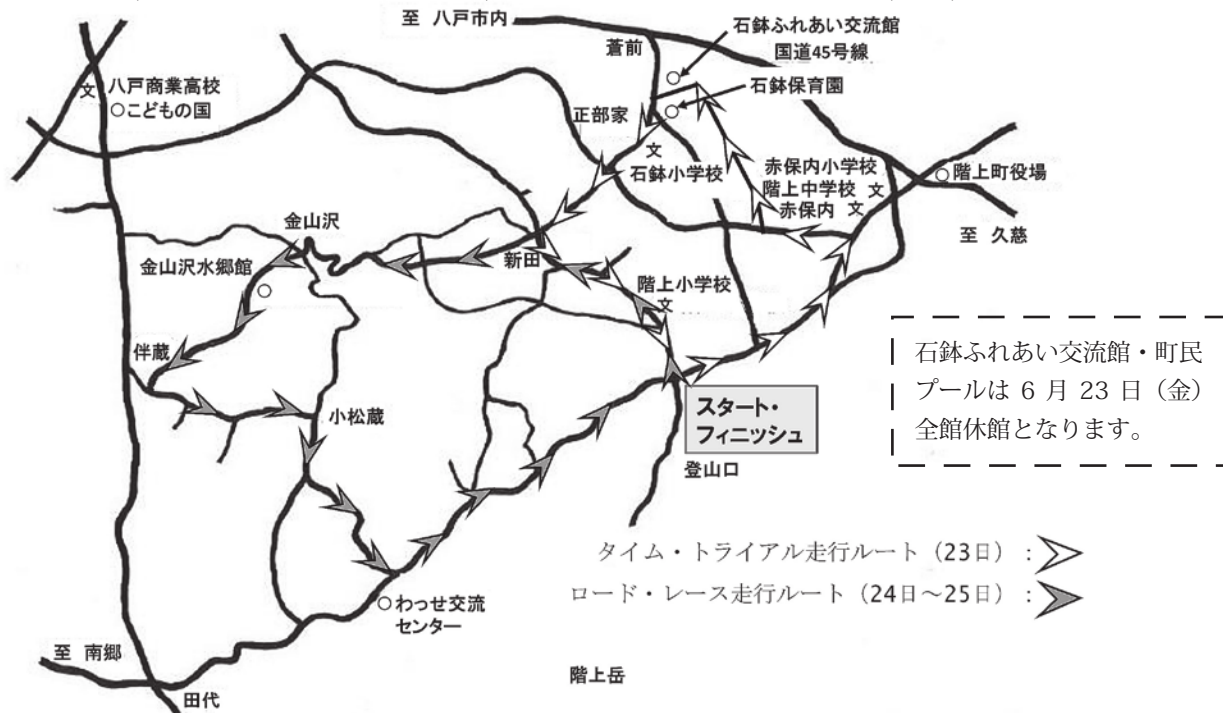 至 八戸市内
石鉢ふれあい交流館
蒼前
国道45号線
八戸商業高校
文
こどもの国
石鉢保育園
正部家
文
石鉢小学校
赤保内小学校
階上中学校 文
赤保内 文
階上町役場
至 久慈
金山沢
金山沢水郷館
新田
階上小学校
文
伴蔵
小松蔵
スタート・
フィニッシュ
登山口
石鉢ふれあい交流館・町民
プールは 6 月 23 日（金）
全館休館となります。
タイム・トライアル走行ルート（23日）：
ロード・レース走行ルート（24日～25日）：
わっせ交流
センター
至 南郷
田代
階上岳